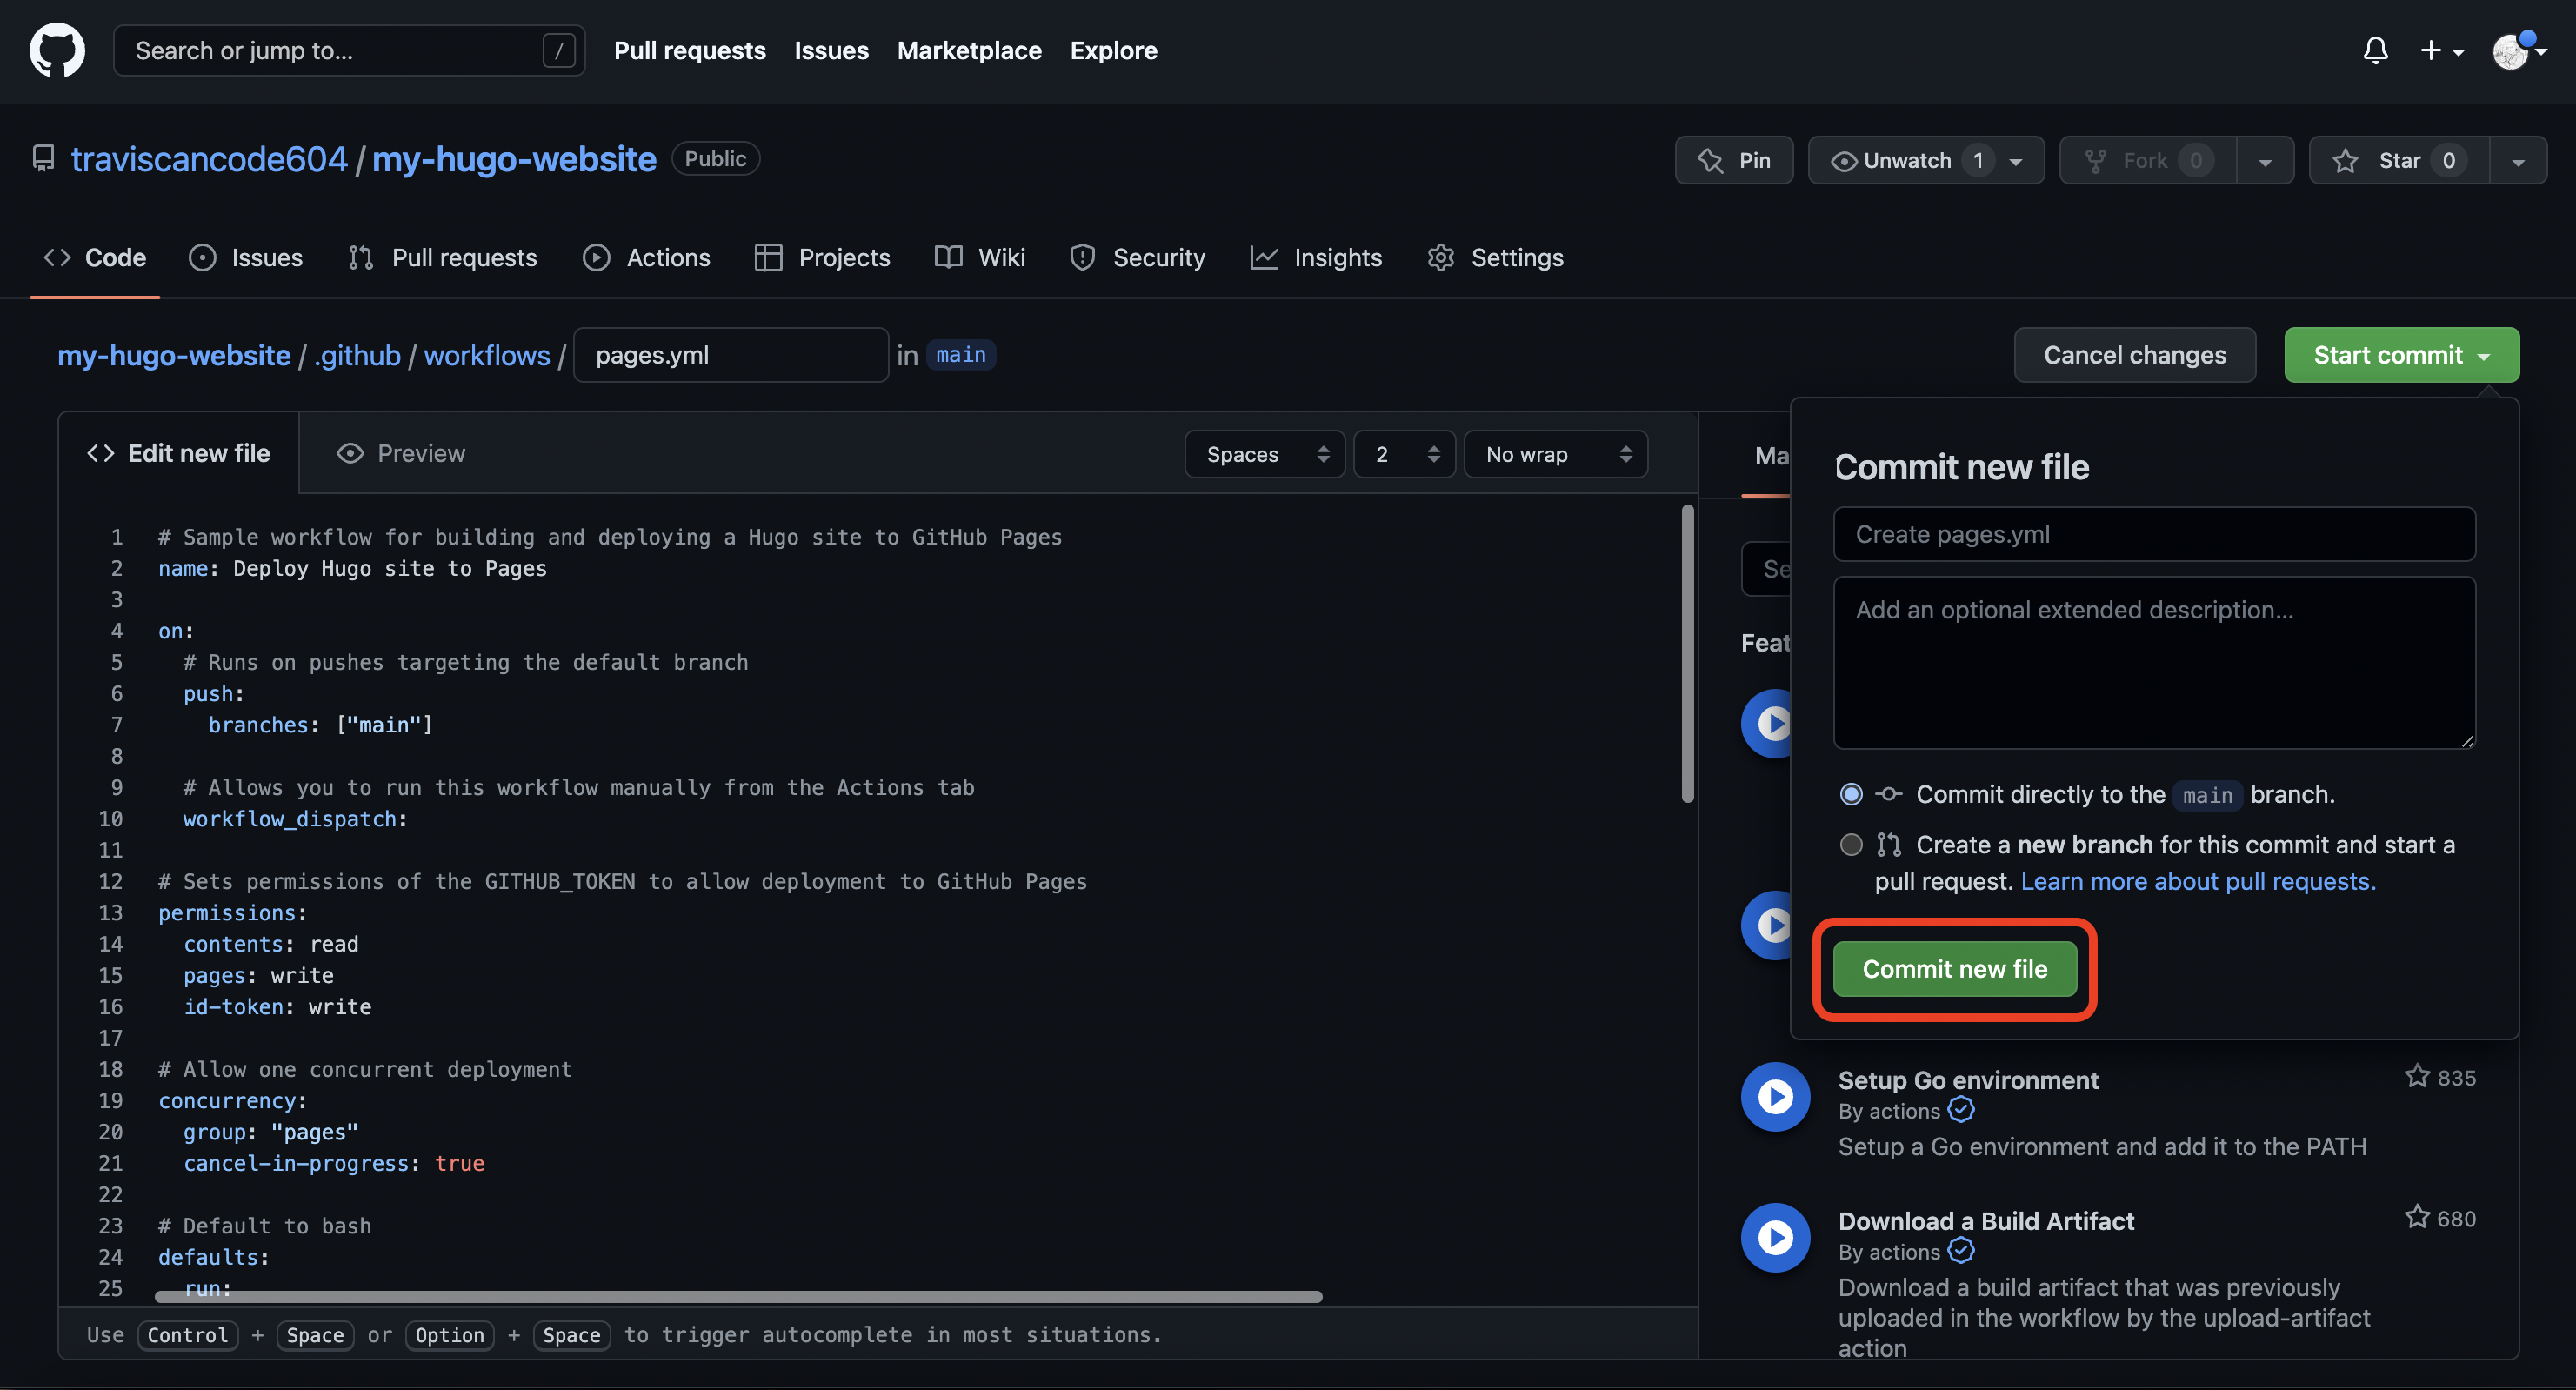 Search or jump to... /
Pull requests
Issues
Marketplace
Explore
traviscancode604 / my-hugo-website Public
Pin
Unwatch 1
Fork 0
Star 0
Code
Issues
Pull requests
Actions
Projects
Wiki
Security
Insights
Settings
my-hugo-website / .github / workflows / pages.yml in main
Cancel changes
Start commit
Edit new file
Preview
Spaces
2
No wrap
1 # Sample workflow for building and deploying a Hugo site to GitHub Pages
2 name: Deploy Hugo site to Pages
3
4 on:
5 # Runs on pushes targeting the default branch
6 push:
7 branches: ["main"]
8
9 # Allows you to run this workflow manually from the Actions tab
10 workflow_dispatch:
11
12 # Sets permissions of the GITHUB_TOKEN to allow deployment to GitHub Pages
13 permissions:
14 contents: read
15 pages: write
16 id-token: write
17
18 # Allow one concurrent deployment
19 concurrency:
20 group: "pages"
21 cancel-in-progress: true
22
23 # Default to bash
24 defaults:
25 run:
Use Control + Space or Option + Space to trigger autocomplete in most situations.
Ma
Se
Feat
Commit new file
Create pages.yml
Add an optional extended description...
Commit directly to the main branch.
Create a new branch for this commit and start a
pull request. Learn more about pull requests.
Commit new file
Setup Go environment
835
By actions
Setup a Go environment and add it to the PATH
Download a Build Artifact
680
By actions
Download a build artifact that was previously
uploaded in the workflow by the upload-artifact
action